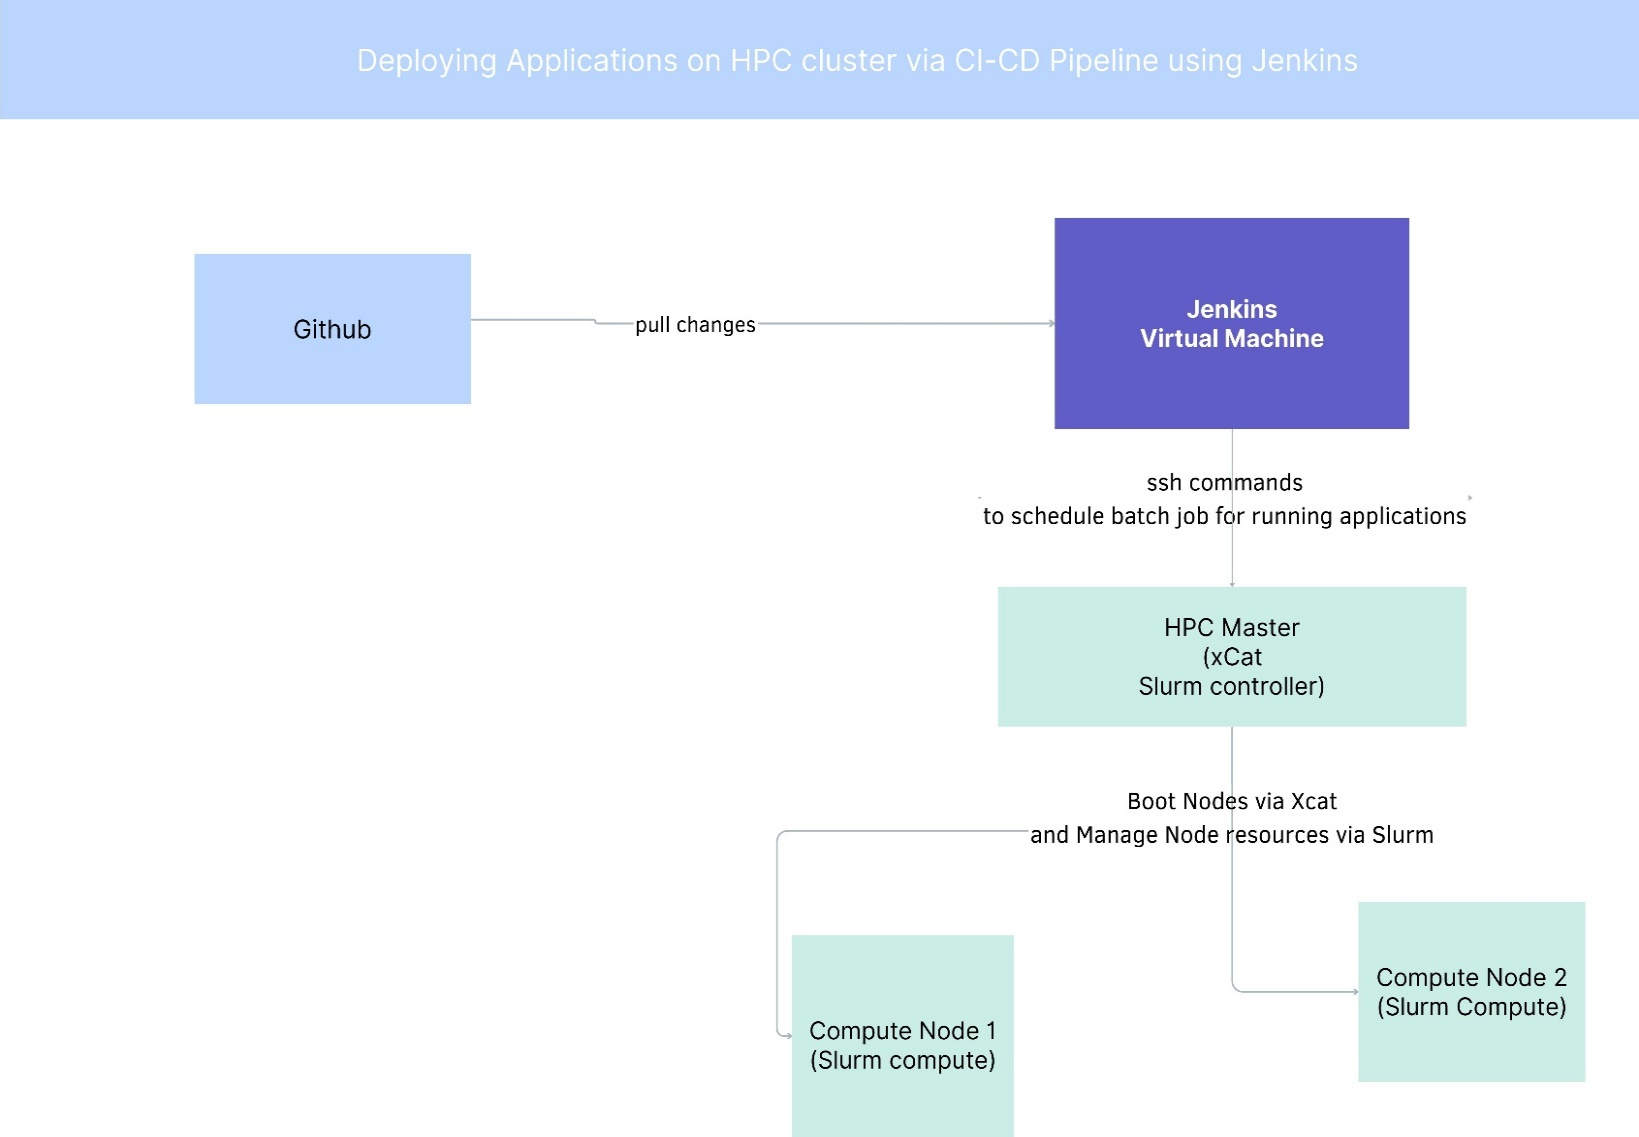 Deploying Applications on HPC cluster via CI-CD Pipeline using Jenkins
Github
pull changes
Jenkins
Virtual Machine
ssh commands
to schedule batch job for running applications
HPC Master
(xCat
Slurm controller)
Boot Nodes via Xcat
and Manage Node resources via Slurm
Compute Node 2
(Slurm Compute)
Compute Node 1
(Slurm compute)